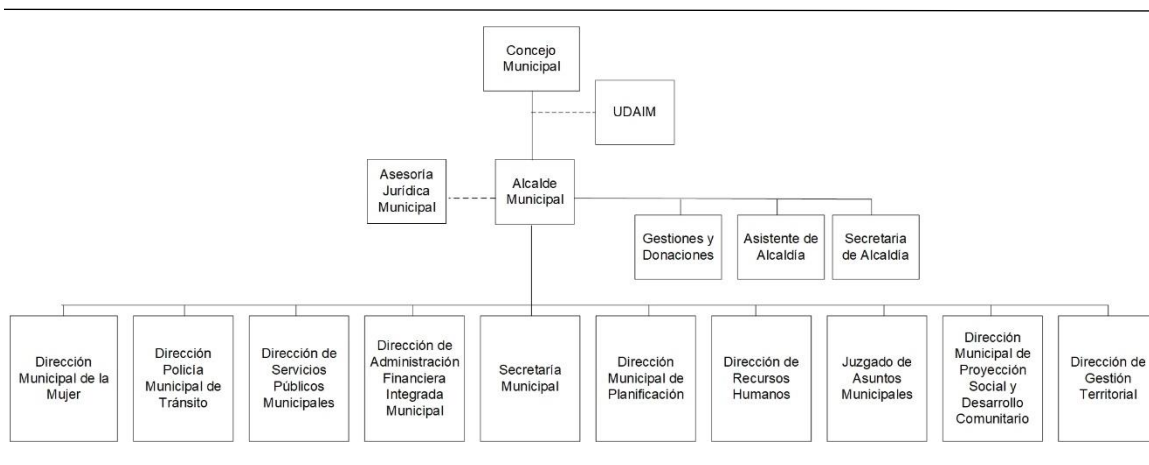 Concejo
Municipal
UDAIM
Asesoría
Jurídica
Municipal
Alcalde
Municipal
Gestiones y
Donaciones
Asistente de
Alcaldía
Secretaria
de Alcaldía
Dirección
Municipal de la
Mujer
Dirección
Policía
Municipal de
Tránsito
Dirección de
Servicios
Públicos
Municipales
Dirección de
Administración
Financiera
Integrada
Municipal
Secretaría
Municipal
Dirección
Municipal de
Planificación
Dirección de
Recursos
Humanos
Juzgado de
Asuntos
Municipales
Dirección
Municipal de
Proyección
Social y
Desarrollo
Comunitario
Dirección de
Gestión
Territorial